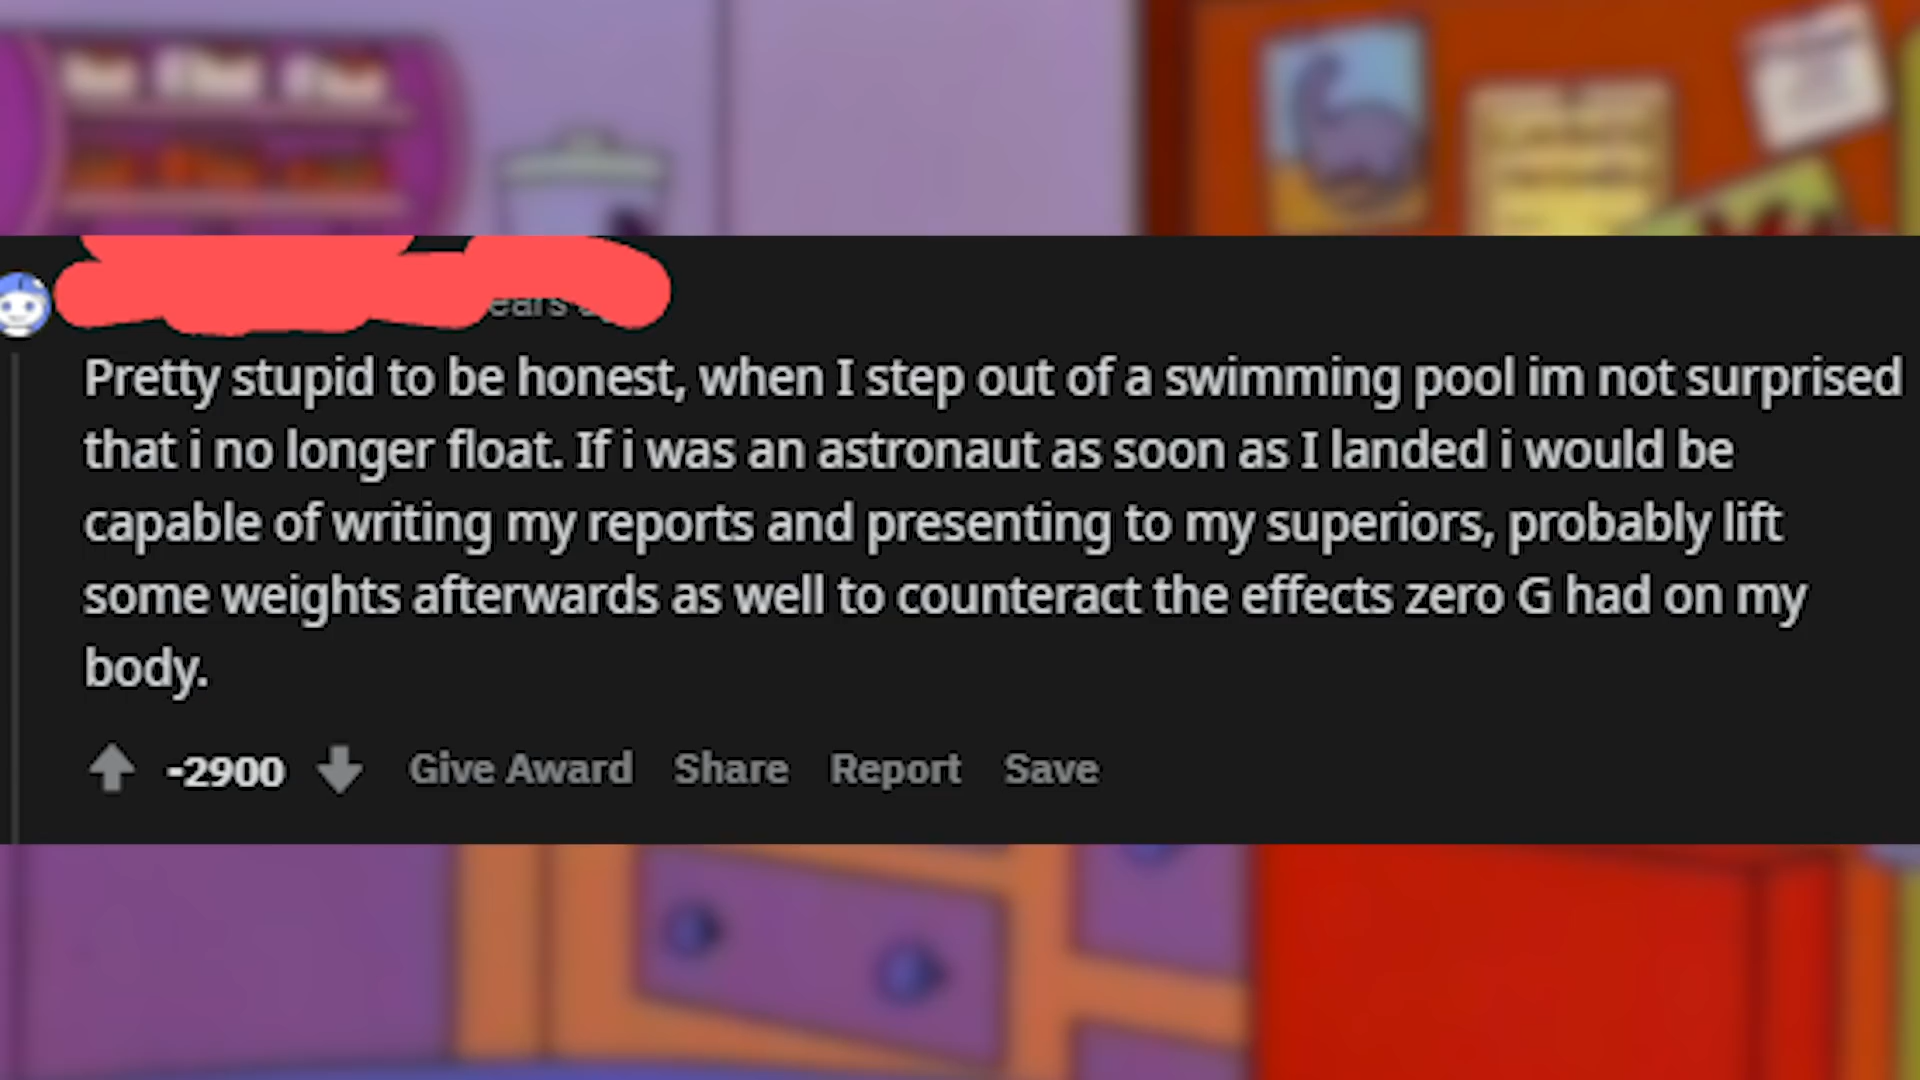 ears
Pretty stupid to be honest, when I step out of a swimming pool im not surprised
that i no longer float. If i was an astronaut as soon as I landed i would be
capable of writing my reports and presenting to my superiors, probably lift
some weights afterwards as well to counteract the effects zero G had on my
body.
-2900 Give Award Share Report Save